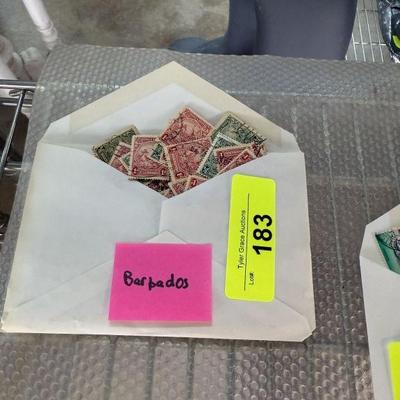 Barbados
Tyler Grace Auctions
Lot#
183